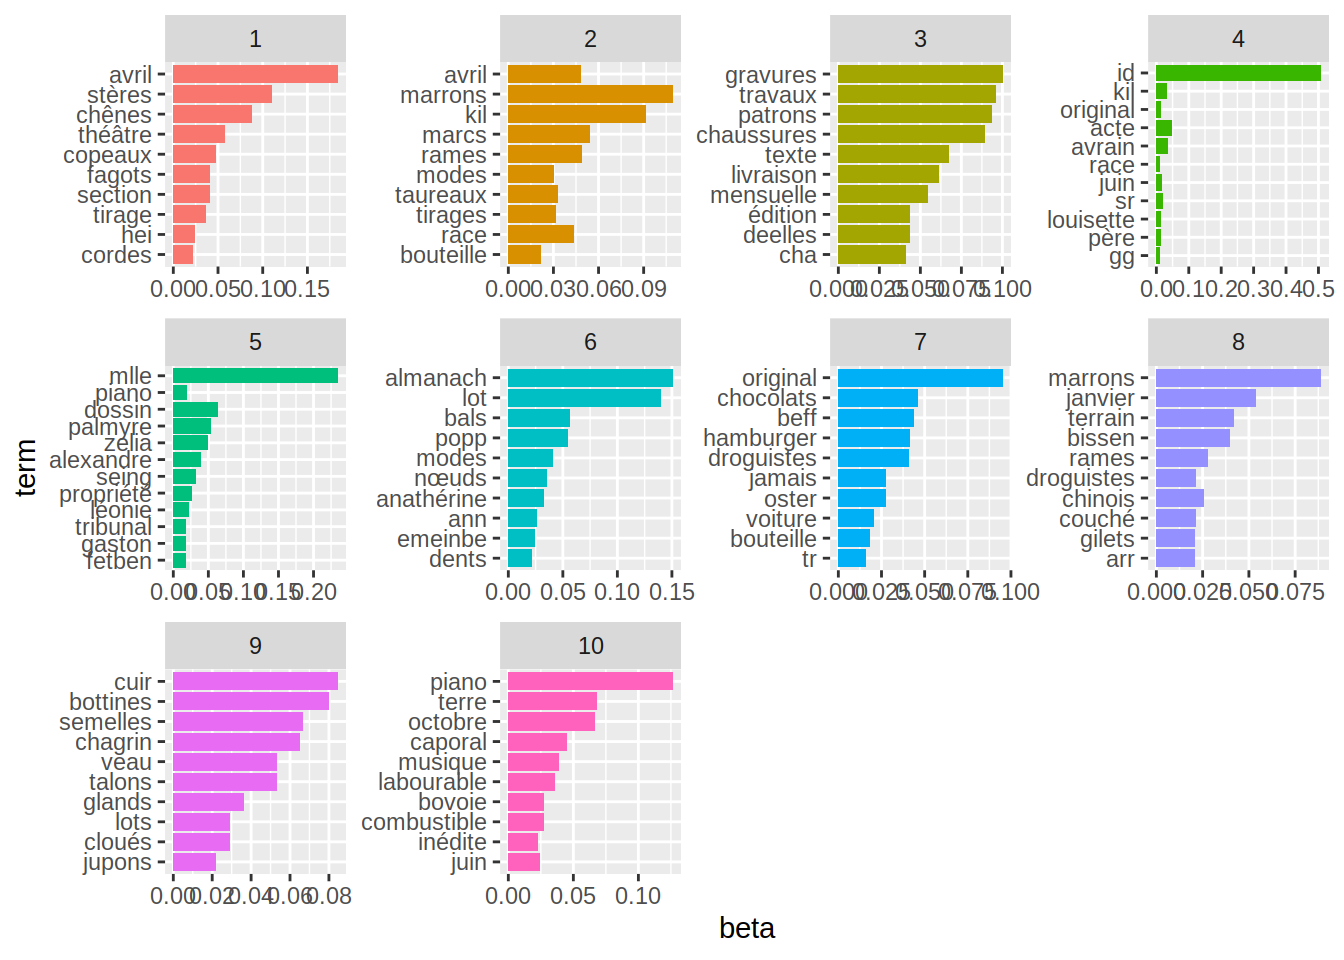 1
avril
stères
chênes
théâtre
copeaux
fagots
section
tirage
hei
cordes
0.00 0.05 0.10 0.15
2
avril
marrons
kil
marcs
rames
modes
taureaux
tirages
race
bouteille
0.00 0.03 0.06 0.09
3
gravures
travaux
patrons
chaussures
texte
livraison
mensuelle
édition
deelles
cha
0.000 0.025 0.050 0.075 0.100
4
id
kil
original
acte
avrain
race
juin
sr
louisette
père
gg
0.0 0.1 0.2 0.3 0.4 0.5
term
5
mlle
piano
dossin
palmyre
zélia
alexandre
seing
propriété
léonie
tribunal
gaston
fetben
0.00 0.05 0.10 0.15 0.20
6
almanach
lot
bals
popp
modes
nœuds
anathérine
ann
emeinbe
dents
0.00 0.05 0.10 0.15
7
original
chocolats
beff
hamburger
droguistes
jamais
oster
voiture
bouteille
tr
0.000 0.025 0.050 0.075 0.100
8
marrons
janvier
terrain
bissen
rames
droguistes
chinois
couché
gilets
arr
0.000 0.025 0.050 0.075
9
cuir
bottines
semelles
chagrin
veau
talons
glands
lots
cloués
jupons
0.00 0.02 0.04 0.06 0.08
10
piano
terre
octobre
caporal
musique
labourable
bovoie
combustible
inédite
juin
0.00 0.05 0.10
beta